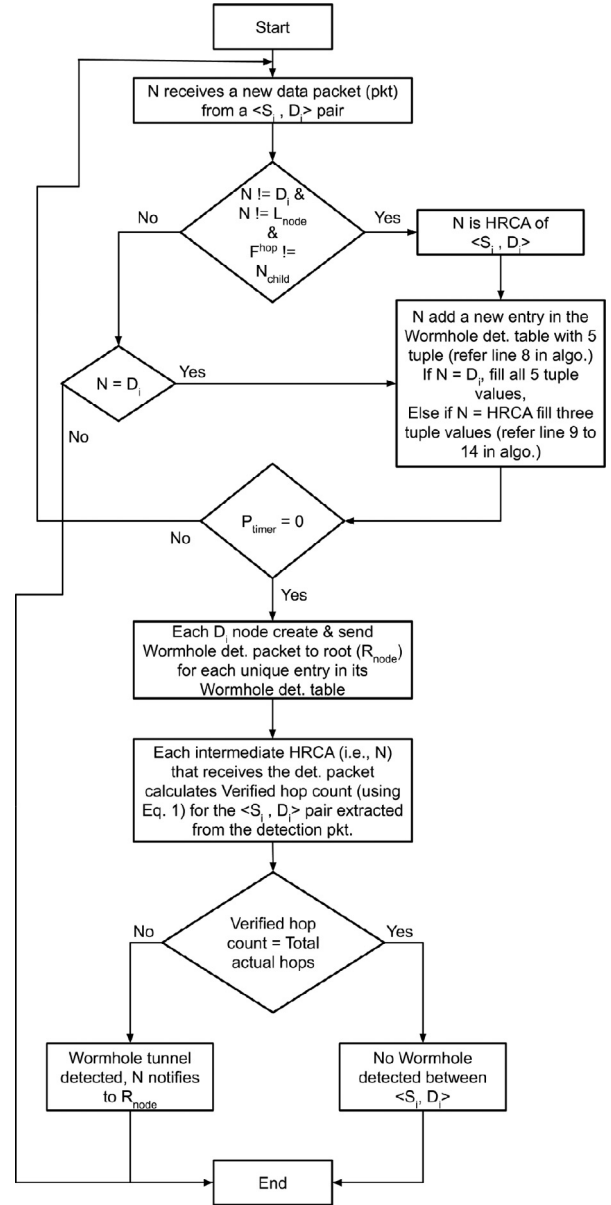 Start
N receives a new data packet (pkt)
from a <Sᵢ , Dᵢ> pair
N != Dᵢ &
N != Lnode
&
Fʰᵒᵖ !=
Nchild
No
Yes
N is HRCA of
<Sᵢ , Dᵢ>
N add a new entry in the
Wormhole det. table with 5
tuple (refer line 8 in algo.)
If N = Dᵢ, fill all 5 tuple
values,
Else if N = HRCA fill three
tuple values (refer line 9 to
14 in algo.)
N = Dᵢ
Yes
No
Ptimer = 0
No
Yes
Each Dᵢ node create & send
Wormhole det. packet to root (Rnode)
for each unique entry in its
Wormhole det. table
Each intermediate HRCA (i.e., N)
that receives the det. packet
calculates Verified hop count (using
Eq. 1) for the <Sᵢ , Dᵢ> pair extracted
from the detection pkt.
Verified hop
count = Total
actual hops
No
Yes
Wormhole tunnel
detected, N notifies
to Rnode
No Wormhole
detected between
<Sᵢ, Dᵢ>
End